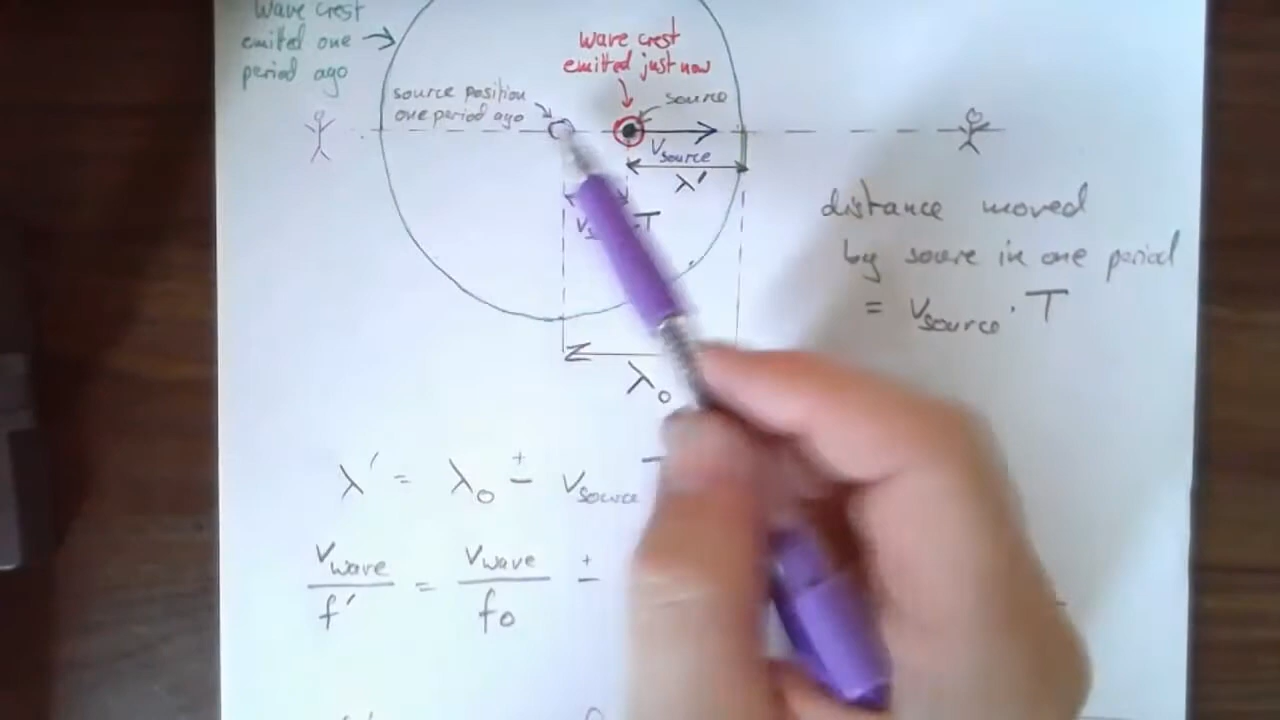 wave crest
emitted one
period ago
wave crest
emitted just now
source position
one period ago
source
Vsource
λ'
T
λ₀
distance moved
by source in one period
= Vsource · T
λ' = λ₀ ± Vsource
Vwave / f' = Vwave / f₀ ±